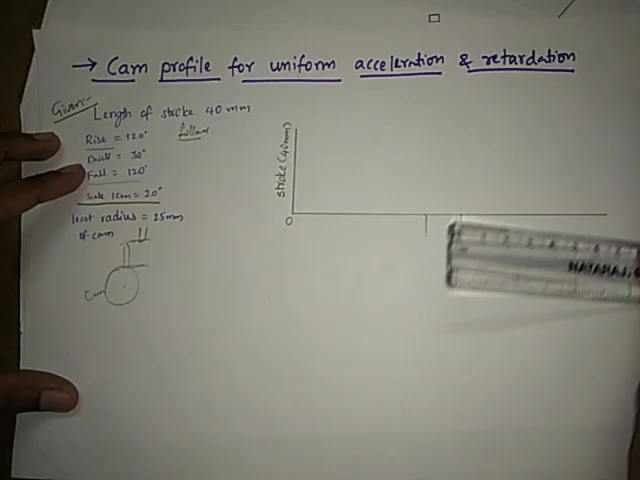 → Cam profile for uniform acceleration & retardation
Given:- Length of stroke 40 mm
Rise = 120° follower
Dwell = 30°
Fall = 120°
Scale 1cm = 20°
least radius = 25mm
of cam
Cam
stroke (40mm)
0
NATARAJ